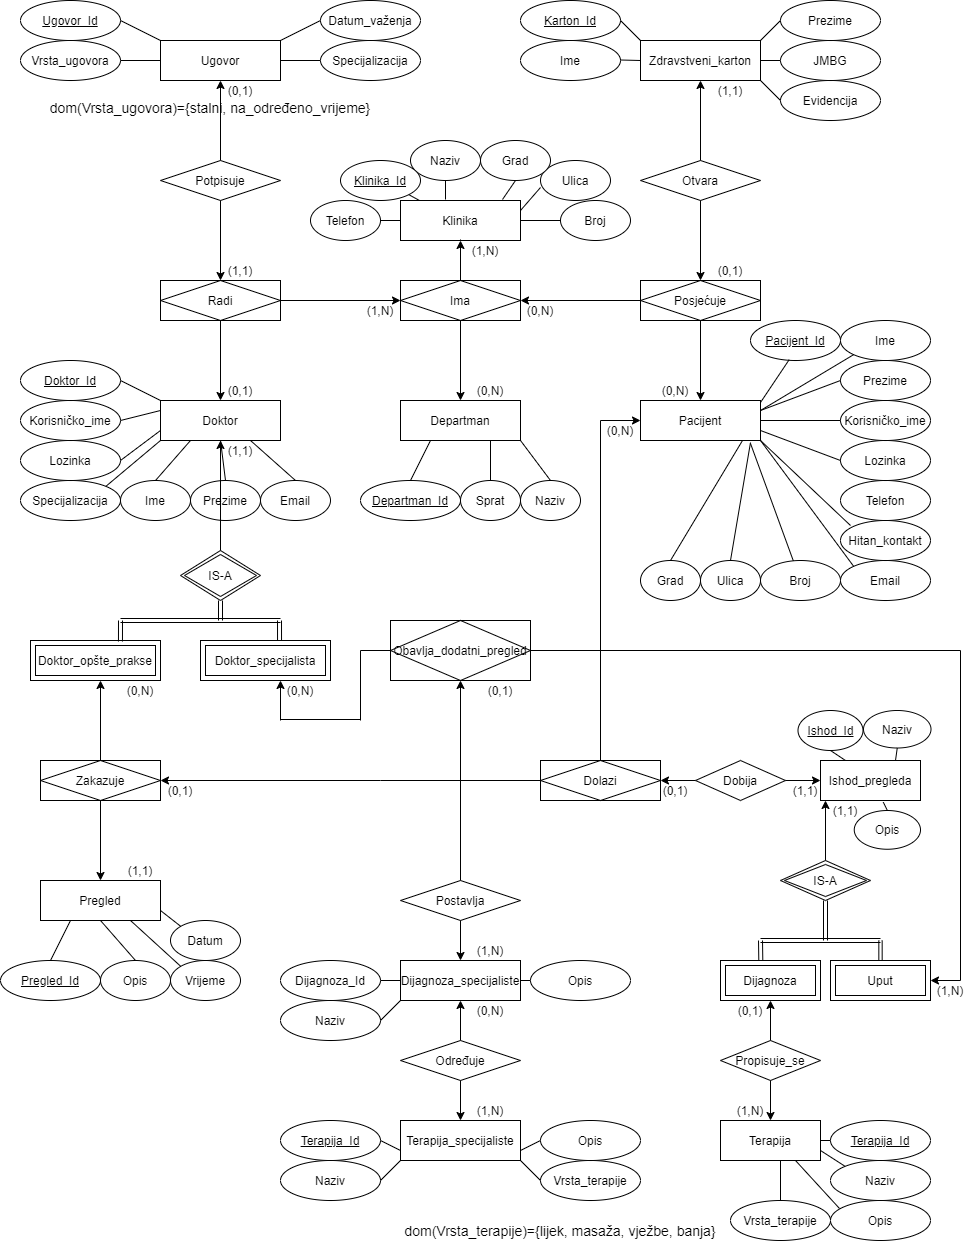 Ugovor_Id
Datum_važenja
Karton_Id
Prezime
Vrsta_ugovora
Ugovor
Specijalizacija
Ime
Zdravstveni_karton
JMBG
(0,1)
(1,1)
Evidencija
dom(Vrsta_ugovora)={stalni, na_određeno_vrijeme}
Naziv
Grad
Potpisuje
Klinika_Id
Ulica
Otvara
Telefon
Klinika
Broj
(1,N)
(1,1)
(0,1)
Radi
Ima
Posjećuje
(1,N)
(0,N)
Pacijent_Id
Ime
Doktor_Id
(0,1)
(0,N)
(0,N)
Prezime
Korisničko_ime
Doktor
Departman
Pacijent
Korisničko_ime
(0,N)
(1,1)
Lozinka
Lozinka
Specijalizacija
Ime
Prezime
Email
Departman_Id
Sprat
Naziv
Telefon
Hitan_kontakt
IS-A
Grad
Ulica
Broj
Email
Doktor_opšte_prakse
Doktor_specijalista
Obavlja_dodatni_pregled
(0,N)
(0,N)
(0,1)
Ishod_Id
Naziv
Zakazuje
(0,1)
Dolazi
(0,1)
Dobija
(1,1)
Ishod_pregleda
(1,1)
Opis
(1,1)
IS-A
Pregled
Postavlja
Datum
(1,N)
Pregled_Id
Opis
Vrijeme
Dijagnoza_Id
Dijagnoza_specijaliste
Opis
Dijagnoza
Uput
(1,N)
Naziv
(0,N)
(0,1)
Određuje
Propisuje_se
(1,N)
(1,N)
Terapija_Id
Terapija_specijaliste
Opis
Terapija
Terapija_Id
Naziv
Vrsta_terapije
Naziv
Vrsta_terapije
Opis
dom(Vrsta_terapije)={lijek, masaža, vježbe, banja}